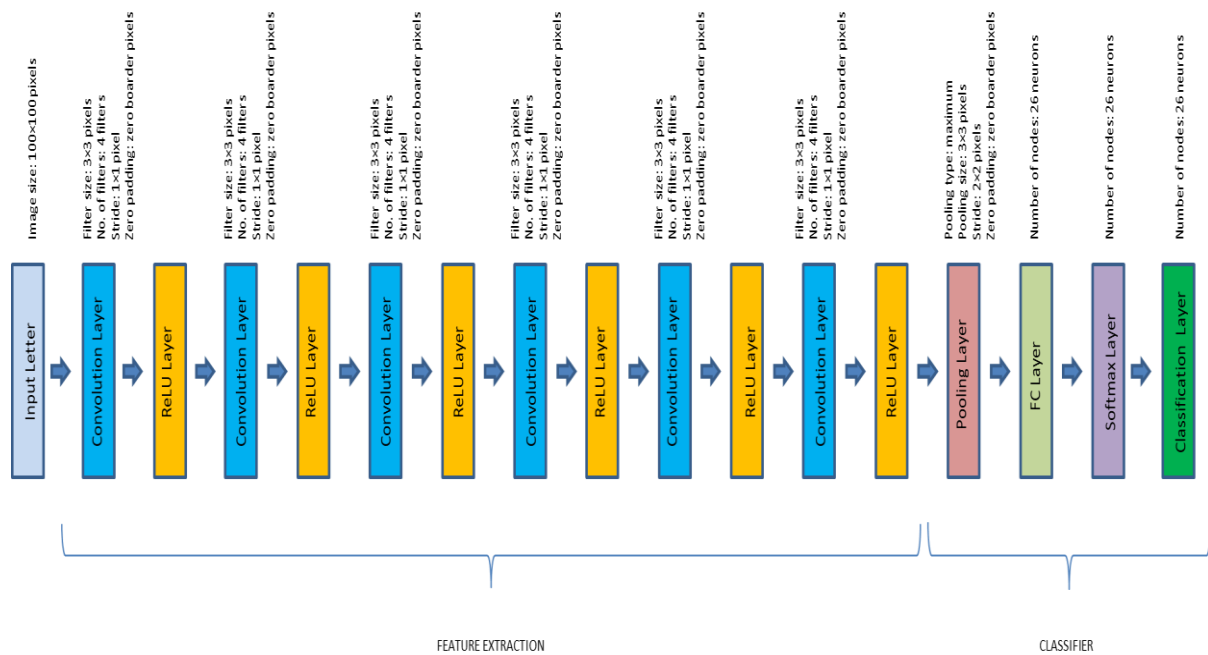 Image size: 100×100 pixels
Filter size: 3×3 pixels
No. of filters: 4 filters
Stride: 1×1 pixel
Zero padding: zero boarder pixels
Filter size: 3×3 pixels
No. of filters: 4 filters
Stride: 1×1 pixel
Zero padding: zero boarder pixels
Filter size: 3×3 pixels
No. of filters: 4 filters
Stride: 1×1 pixel
Zero padding: zero boarder pixels
Filter size: 3×3 pixels
No. of filters: 4 filters
Stride: 1×1 pixel
Zero padding: zero boarder pixels
Filter size: 3×3 pixels
No. of filters: 4 filters
Stride: 1×1 pixel
Zero padding: zero boarder pixels
Filter size: 3×3 pixels
No. of filters: 4 filters
Stride: 1×1 pixel
Zero padding: zero boarder pixels
Pooling type: maximum
Pooling size: 3×3 pixels
Stride: 2×2 pixels
Zero padding: zero boarder pixels
Number of nodes: 26 neurons
Number of nodes: 26 neurons
Number of nodes: 26 neurons
Input Letter
Convolution Layer
ReLU Layer
Convolution Layer
ReLU Layer
Convolution Layer
ReLU Layer
Convolution Layer
ReLU Layer
Convolution Layer
ReLU Layer
Convolution Layer
ReLU Layer
Pooling Layer
FC Layer
Softmax Layer
Classification Layer
FEATURE EXTRACTION
CLASSIFIER